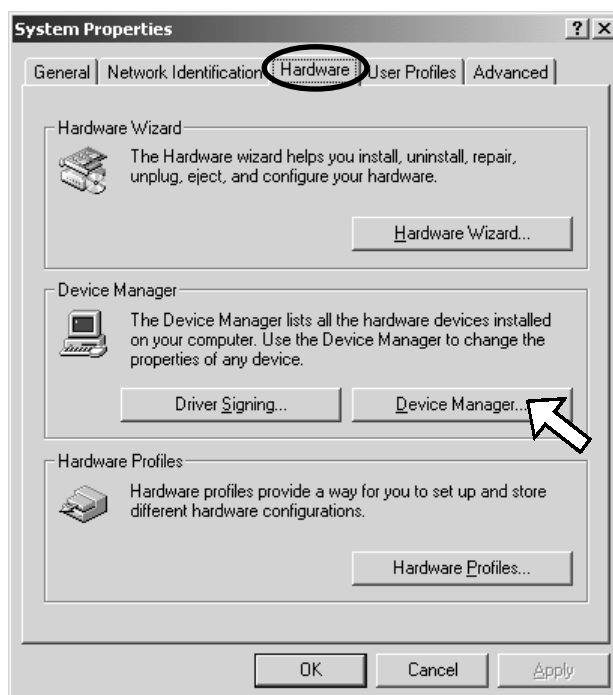 System Properties
General Network Identification Hardware User Profiles Advanced
Hardware Wizard
The Hardware wizard helps you install, uninstall, repair,
unplug, eject, and configure your hardware.
Hardware Wizard...
Device Manager
The Device Manager lists all the hardware devices installed
on your computer. Use the Device Manager to change the
properties of any device.
Driver Signing... Device Manager...
Hardware Profiles
Hardware profiles provide a way for you to set up and store
different hardware configurations.
Hardware Profiles...
OK Cancel Apply